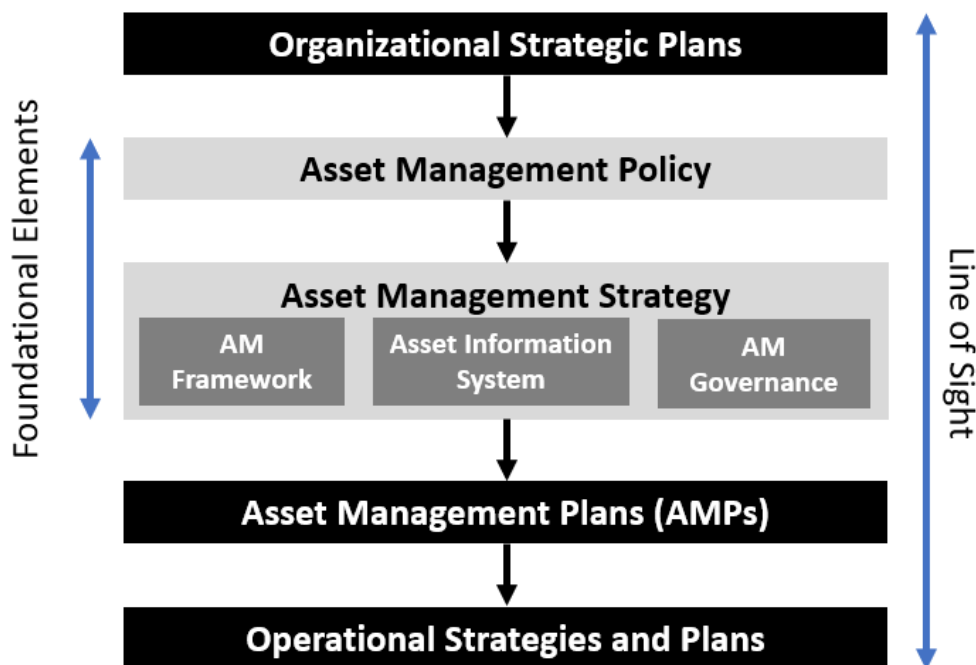 Organizational Strategic Plans
Foundational Elements
Asset Management Policy
Asset Management Strategy
AM
Framework
Asset Information
System
AM
Governance
Line of Sight
Asset Management Plans (AMPs)
Operational Strategies and Plans